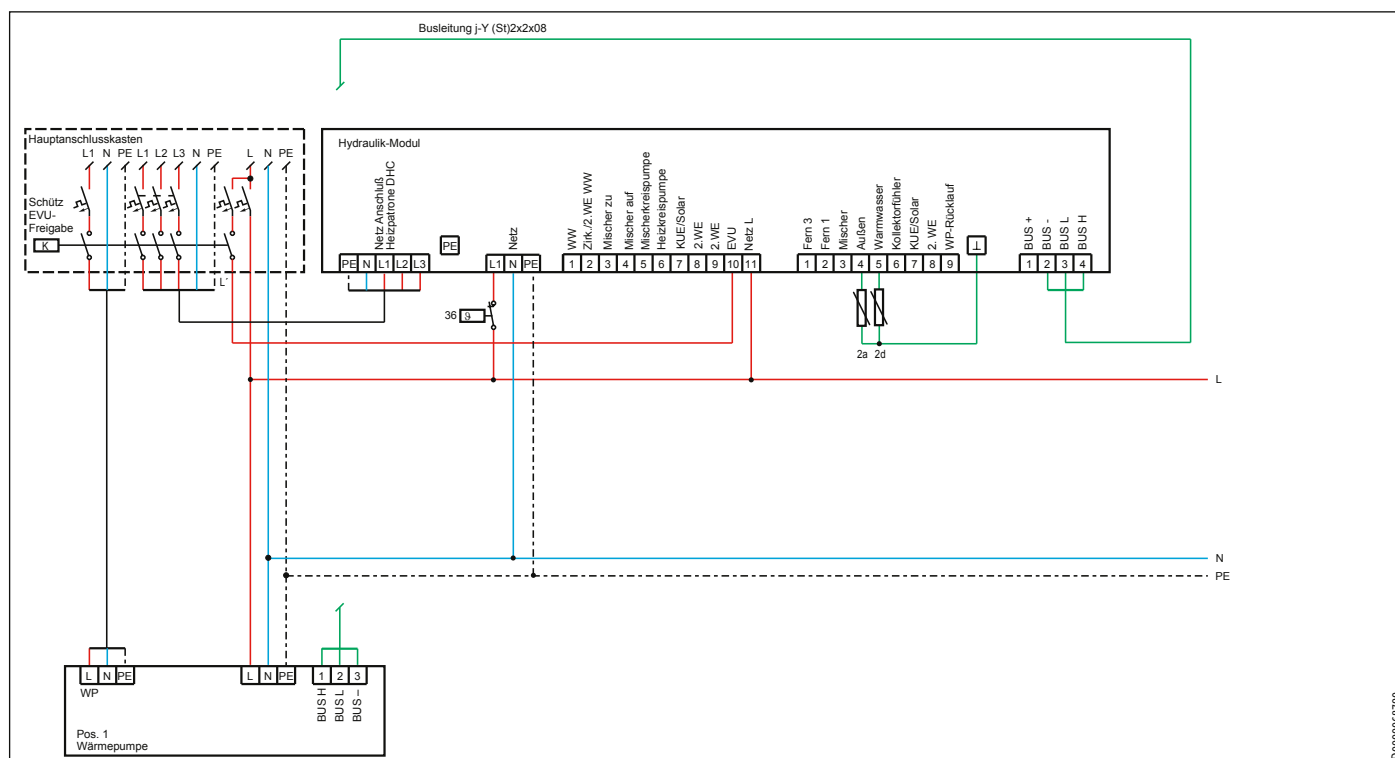 Busleitung j-Y (St)2x2x08
Hauptanschlusskasten
L1 N PE L1 L2 L3 N PE L N PE
Schütz
EVU-
Freigabe
K
L'
Hydraulik-Modul
Netz Anschluß
Heizpatrone DHC
PE N L1 L2 L3
PE
Netz
L1 N PE
WW
Zirk./2.WE WW
Mischer zu
Mischer auf
Mischerkreispumpe
Heizkreispumpe
KUE/Solar
2.WE
2.WE
EVU
Netz L
1 2 3 4 5 6 7 8 9 10 11
Fern 3
Fern 1
Mischer
Außen
Warmwasser
Kollektorfühler
KUE/Solar
2. WE
WP-Rücklauf
1 2 3 4 5 6 7 8 9
BUS +
BUS -
BUS L
BUS H
1 2 3 4
36 ϑ
2a 2d
L
N
PE
L N PE
WP
L N PE
1 2 3
BUS H
BUS L
BUS –
Pos. 1
Wärmepumpe